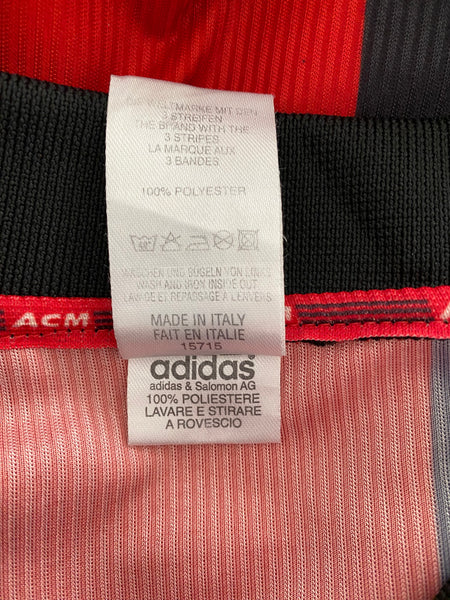 DIE WELTMARKE MIT DEN
3 STREIFEN
THE BRAND WITH THE
3 STRIPES
LA MARQUE AUX
3 BANDES
100% POLYESTER
WASCHEN UND BÜGELN VON LINKS
WASH AND IRON INSIDE OUT
LAVAGE ET REPASSAGE A L'ENVERS
ACM
MADE IN ITALY
FAIT EN ITALIE
15715
adidas
adidas & Salomon AG
100% POLIESTERE
LAVARE E STIRARE
A ROVESCIO